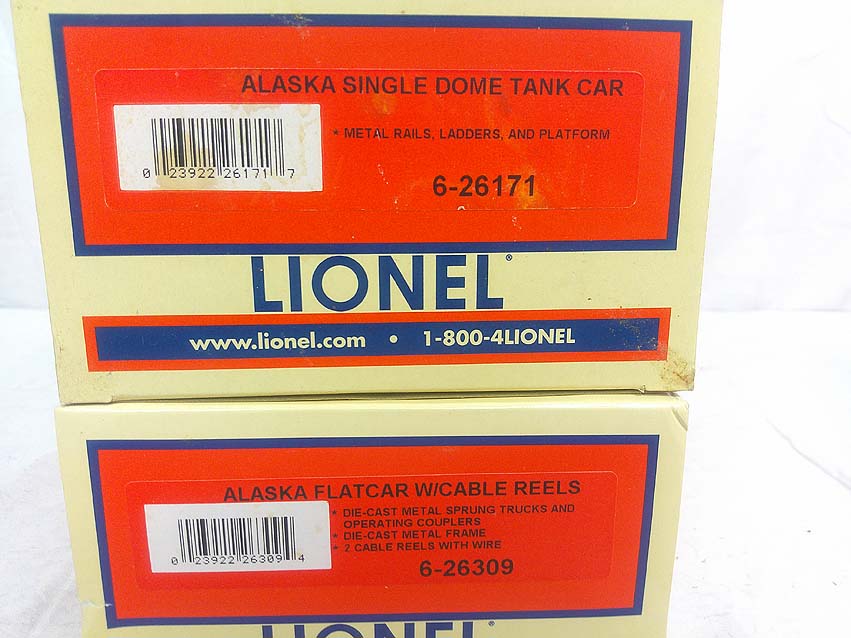 ALASKA SINGLE DOME TANK CAR
* METAL RAILS, LADDERS, AND PLATFORM
0 23922 26171 7
6-26171
LIONEL®
www.lionel.com • 1-800-4LIONEL
ALASKA FLATCAR W/CABLE REELS
* DIE-CAST METAL SPRUNG TRUCKS AND
OPERATING COUPLERS
* DIE-CAST METAL FRAME
* 2 CABLE REELS WITH WIRE
0 23922 26309 4
6-26309
LIONEL